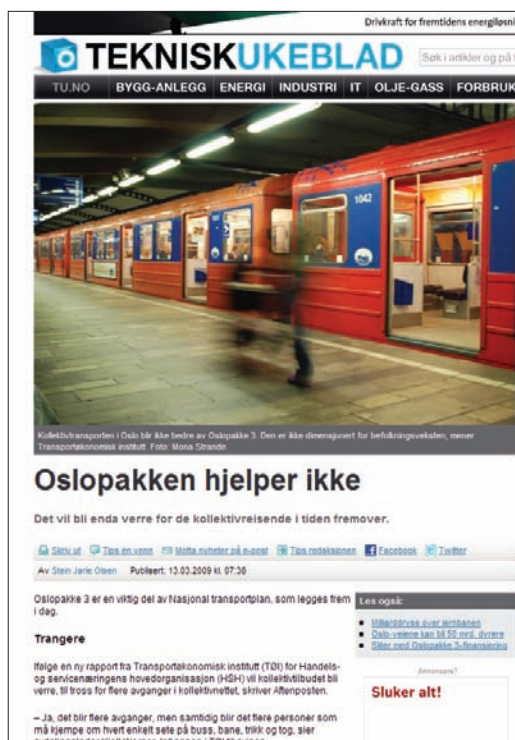 Drivkraft for fremtidens energiløsni
TEKNISKUKEBLAD
Søk i artikler og på
TU.NO BYGG-ANLEGG ENERGI INDUSTRI IT OLJE-GASS FORBRUK
1042
Kollektivtransporten i Oslo blir ikke bedre av Oslopakke 3. Den er ikke dimensjonert for befolkningsveksten, mener
Transportøkonomisk institutt. Foto: Mona Strande
Oslopakken hjelper ikke
Det vil bli enda verre for de kollektivreisende i tiden fremover.
Skriv ut Tips en venn Motta nyheter på e-post Tips redaksjonen Facebook Twitter
Av Stein Jarle Olsen Publisert: 13.03.2009 kl. 07:36
Oslopakke 3 er en viktig del av Nasjonal transportplan, som legges frem
i dag.
Les også:
Milliarddryss over jernbanen
Oslo-veiene kan bli 50 mrd. dyrere
Sliter med Oslopakke 3-finansiering
Trangere
Ifølge en ny rapport fra Transportøkonomisk institutt (TØI) for Handels-
og servicenæringens hovedorganisasjon (HSH) vil kollektivtilbudet bli
verre, til tross for flere avganger i kollektivnettet, skriver Aftenposten.
– Ja, det blir flere avganger, men samtidig blir det flere personer som
må kjempe om hvert enkelt sete på buss, bane, trikk og tog, sier
Annonsere?
Sluker alt!